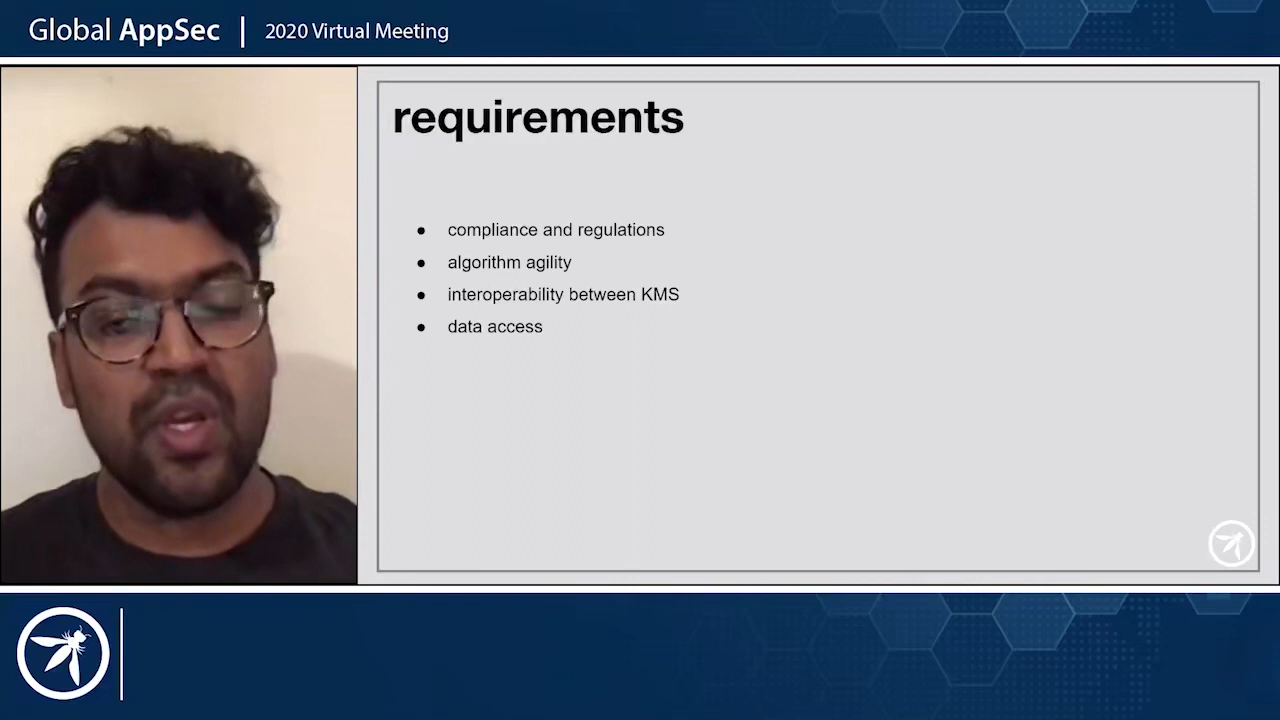 Global AppSec | 2020 Virtual Meeting
requirements
● compliance and regulations
● algorithm agility
● interoperability between KMS
● data access